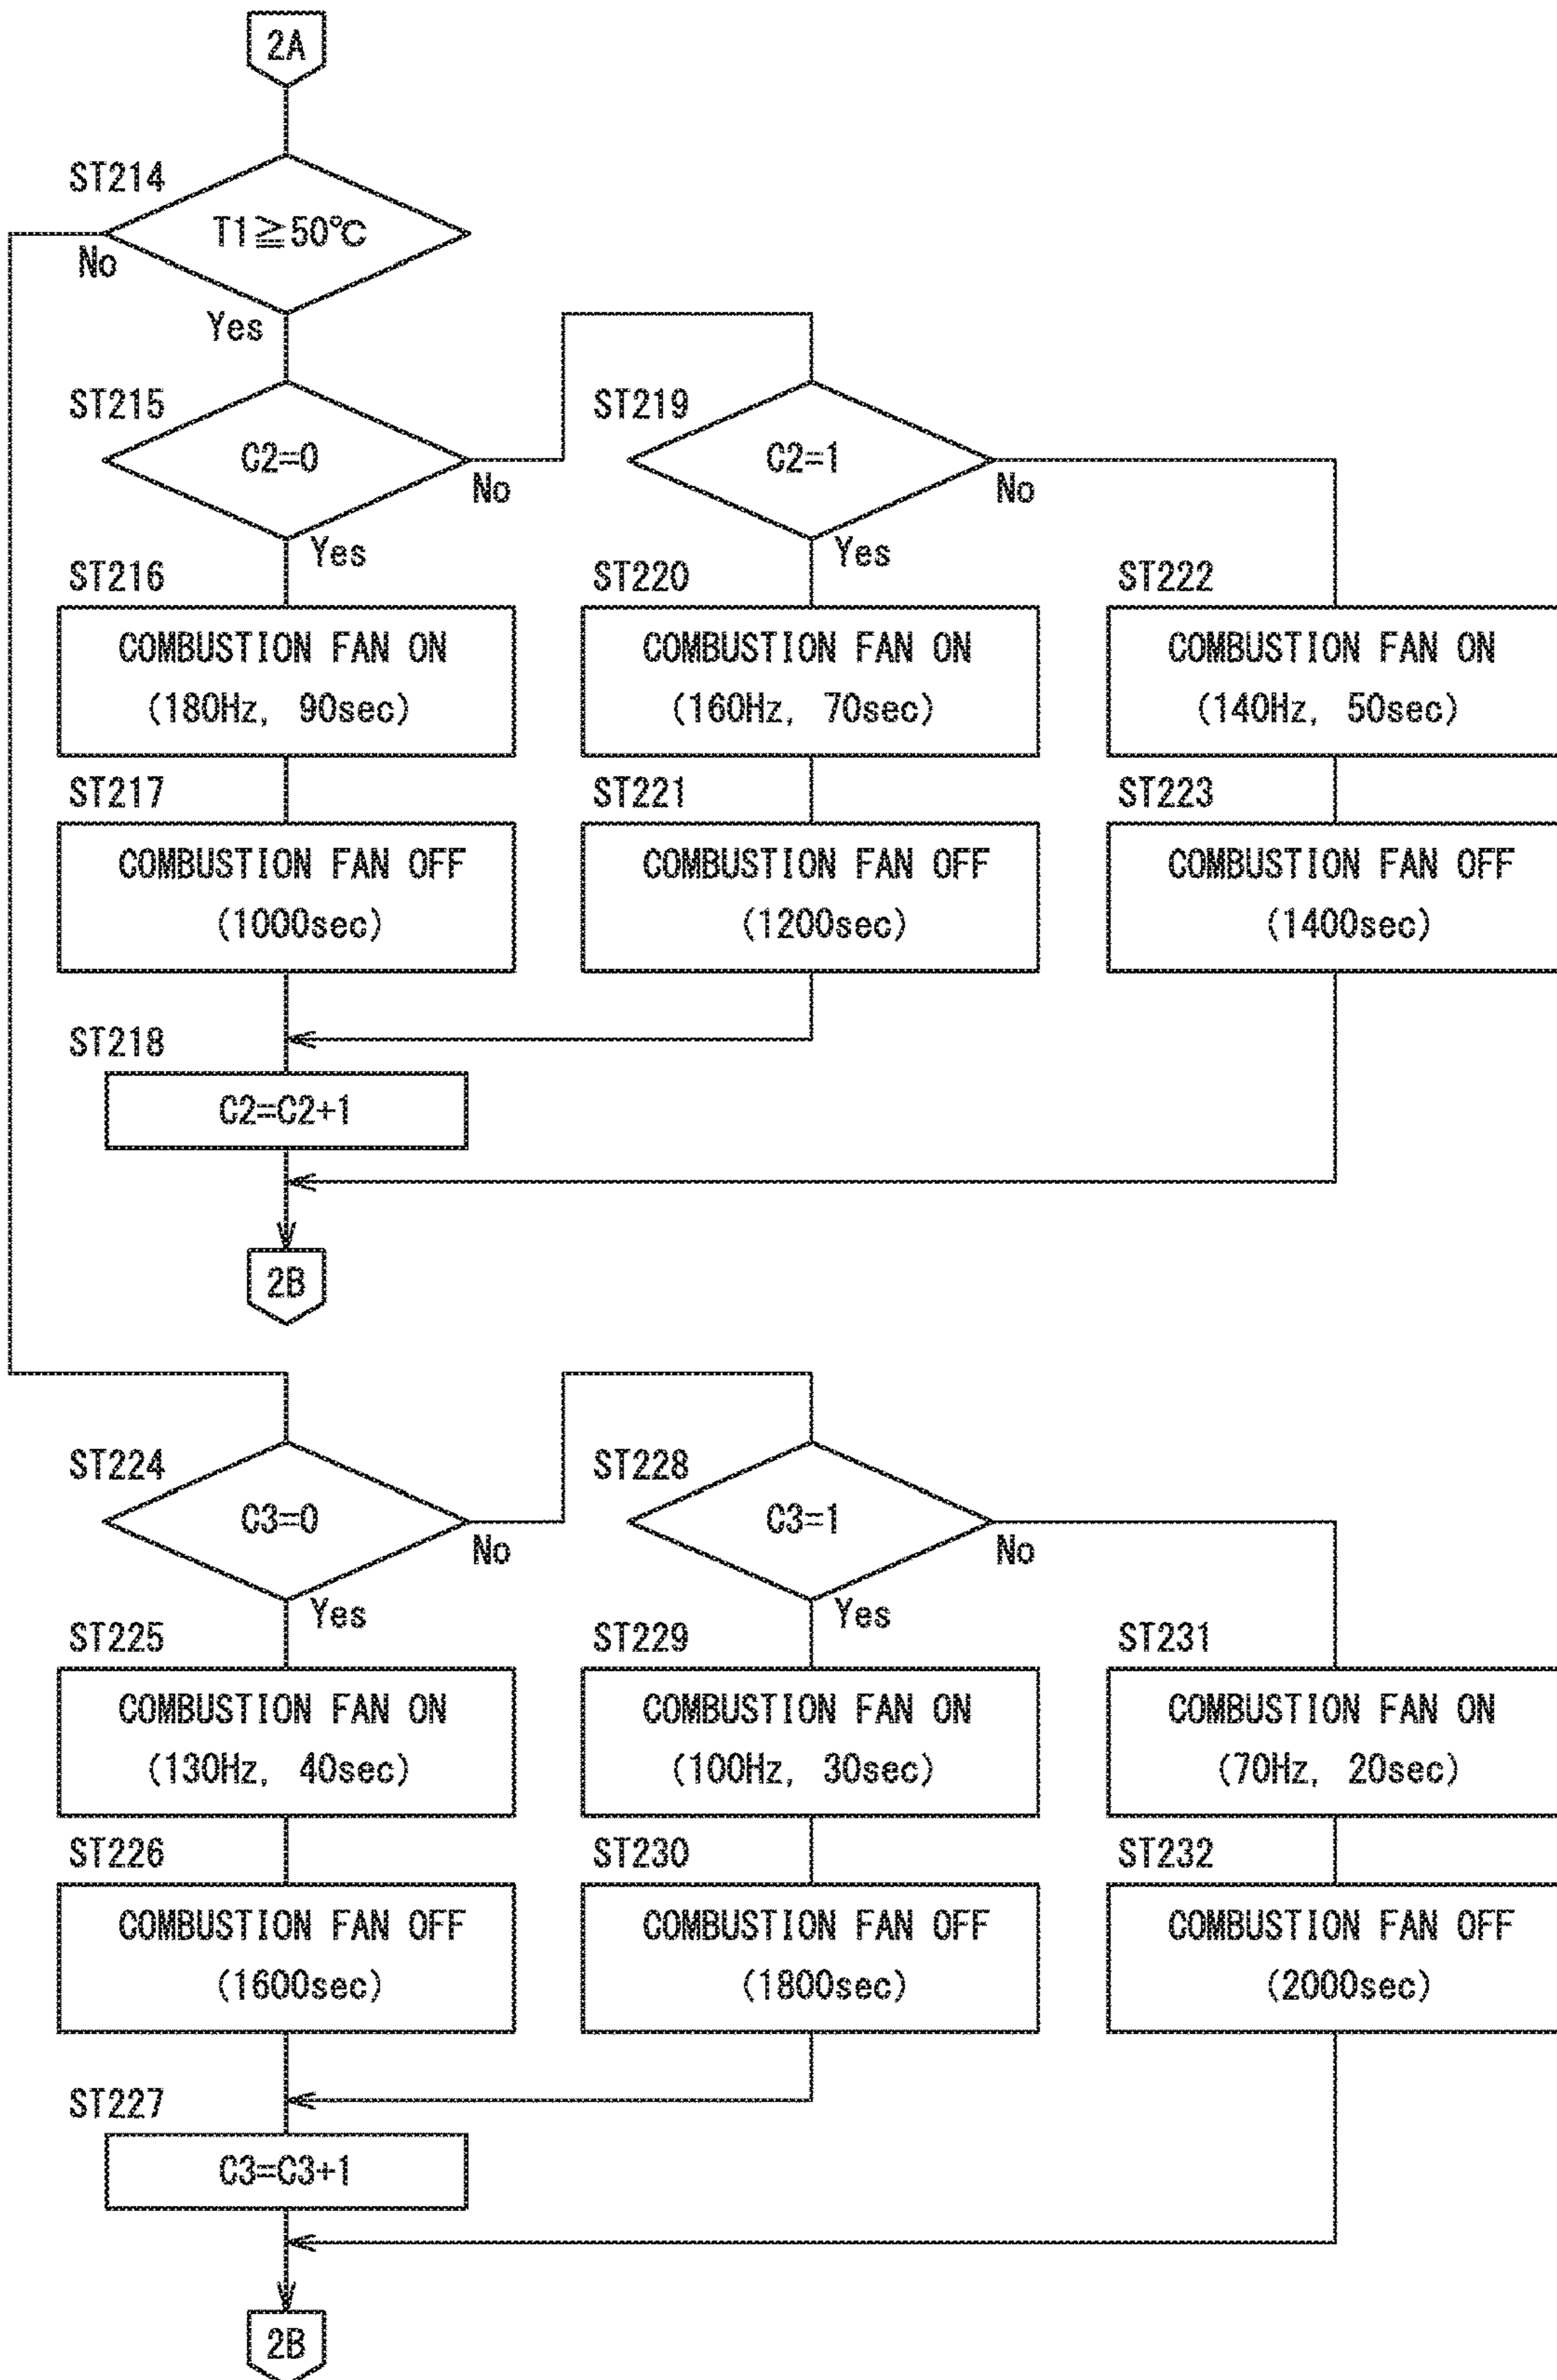 2A
ST214
T1≧50℃
No
Yes
ST215
C2=0
No
Yes
ST219
C2=1
No
Yes
ST216
COMBUSTION FAN ON
(180Hz, 90sec)
ST220
COMBUSTION FAN ON
(160Hz, 70sec)
ST222
COMBUSTION FAN ON
(140Hz, 50sec)
ST217
COMBUSTION FAN OFF
(1000sec)
ST221
COMBUSTION FAN OFF
(1200sec)
ST223
COMBUSTION FAN OFF
(1400sec)
ST218
C2=C2+1
2B
ST224
C3=0
No
Yes
ST228
C3=1
No
Yes
ST225
COMBUSTION FAN ON
(130Hz, 40sec)
ST229
COMBUSTION FAN ON
(100Hz, 30sec)
ST231
COMBUSTION FAN ON
(70Hz, 20sec)
ST226
COMBUSTION FAN OFF
(1600sec)
ST230
COMBUSTION FAN OFF
(1800sec)
ST232
COMBUSTION FAN OFF
(2000sec)
ST227
C3=C3+1
2B